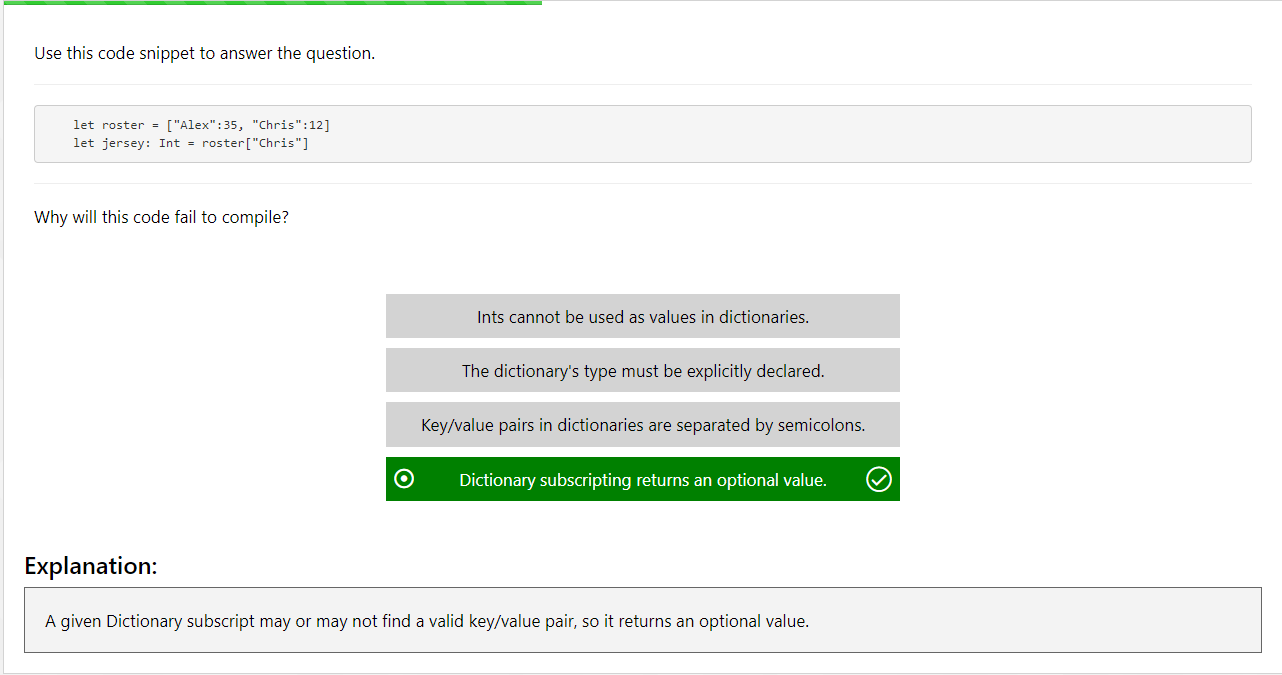 Use this code snippet to answer the question.
let roster = ["Alex":35, "Chris":12]
let jersey: Int = roster["Chris"]
Why will this code fail to compile?
Ints cannot be used as values in dictionaries.
The dictionary's type must be explicitly declared.
Key/value pairs in dictionaries are separated by semicolons.
Dictionary subscripting returns an optional value.
Explanation:
A given Dictionary subscript may or may not find a valid key/value pair, so it returns an optional value.